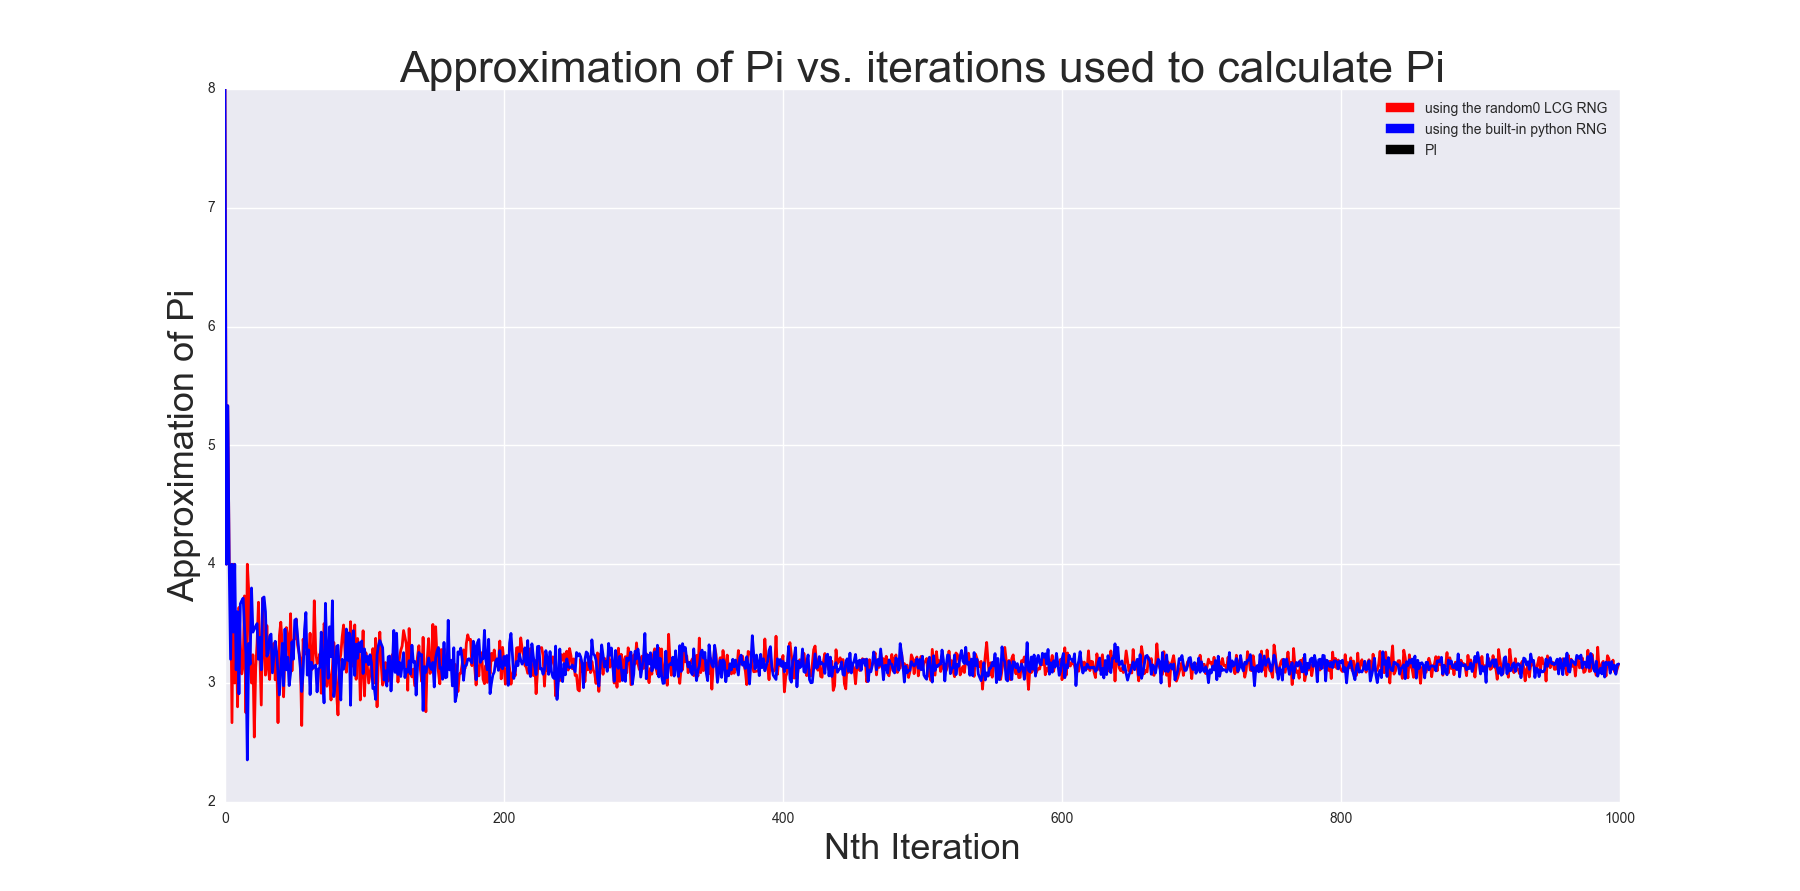 Approximation of Pi vs. iterations used to calculate Pi
8
using the random0 LCG RNG
using the built-in python RNG
PI
7
6
5
4
3
2
Approximation of Pi
0
200
400
600
800
1000
Nth Iteration